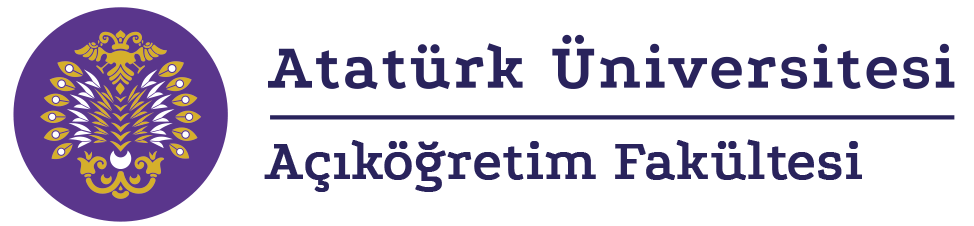 Atatürk Üniversitesi
Açıköğretim Fakültesi